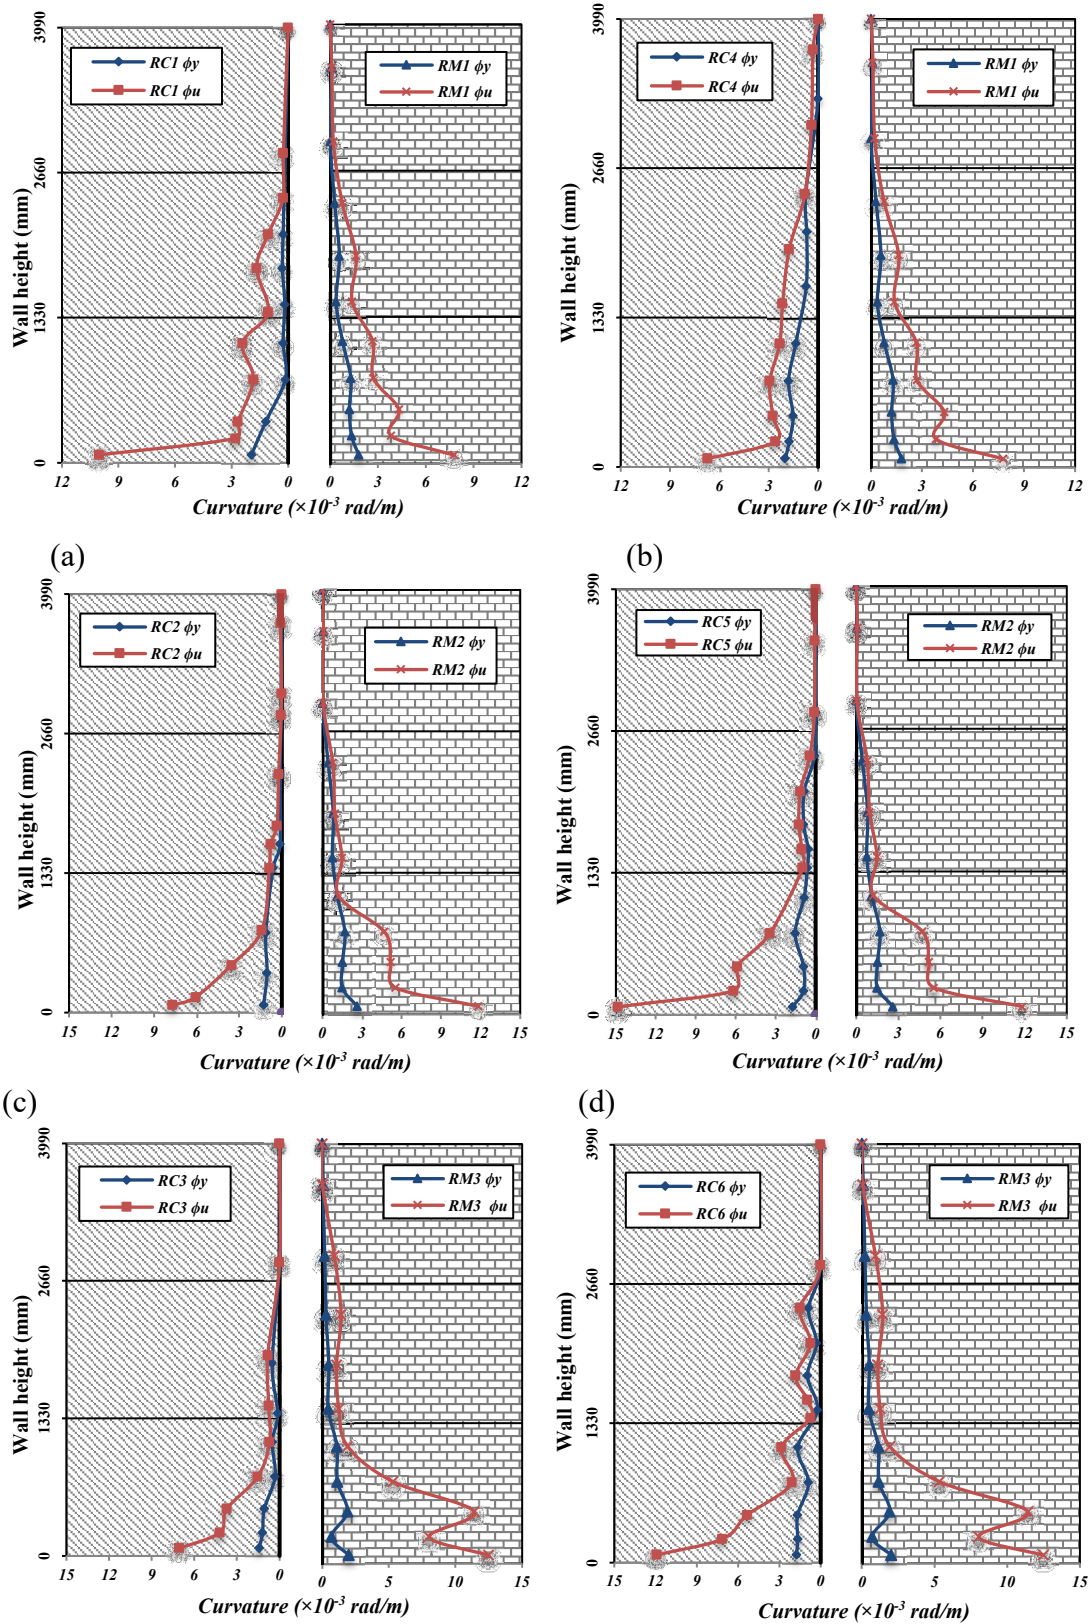 3990
2660
1330
0
Wall height (mm)
RC1 ϕy
RC1 ϕu
RM1 ϕy
RM1 ϕu
12 9 6 3 0 0 3 6 9 12
Curvature (×10-3 rad/m)
(a)
3990
2660
1330
0
Wall height (mm)
RC4 ϕy
RC4 ϕu
RM1 ϕy
RM1 ϕu
12 9 6 3 0 0 3 6 9 12
Curvature (×10-3 rad/m)
(b)
3990
2660
1330
0
Wall height (mm)
RC2 ϕy
RC2 ϕu
RM2 ϕy
RM2 ϕu
15 12 9 6 3 0 0 3 6 9 12 15
Curvature (×10-3 rad/m)
(c)
3990
2660
1330
0
Wall height (mm)
RC5 ϕy
RC5 ϕu
RM2 ϕy
RM2 ϕu
15 12 9 6 3 0 0 3 6 9 12 15
Curvature (×10-3 rad/m)
(d)
3990
2660
1330
0
Wall height (mm)
RC3 ϕy
RC3 ϕu
RM3 ϕy
RM3 ϕu
15 12 9 6 3 0 0 5 10 15
Curvature (×10-3 rad/m)
3990
2660
1330
0
Wall height (mm)
RC6 ϕy
RC6 ϕu
RM3 ϕy
RM3 ϕu
15 12 9 6 3 0 0 5 10 15
Curvature (×10-3 rad/m)